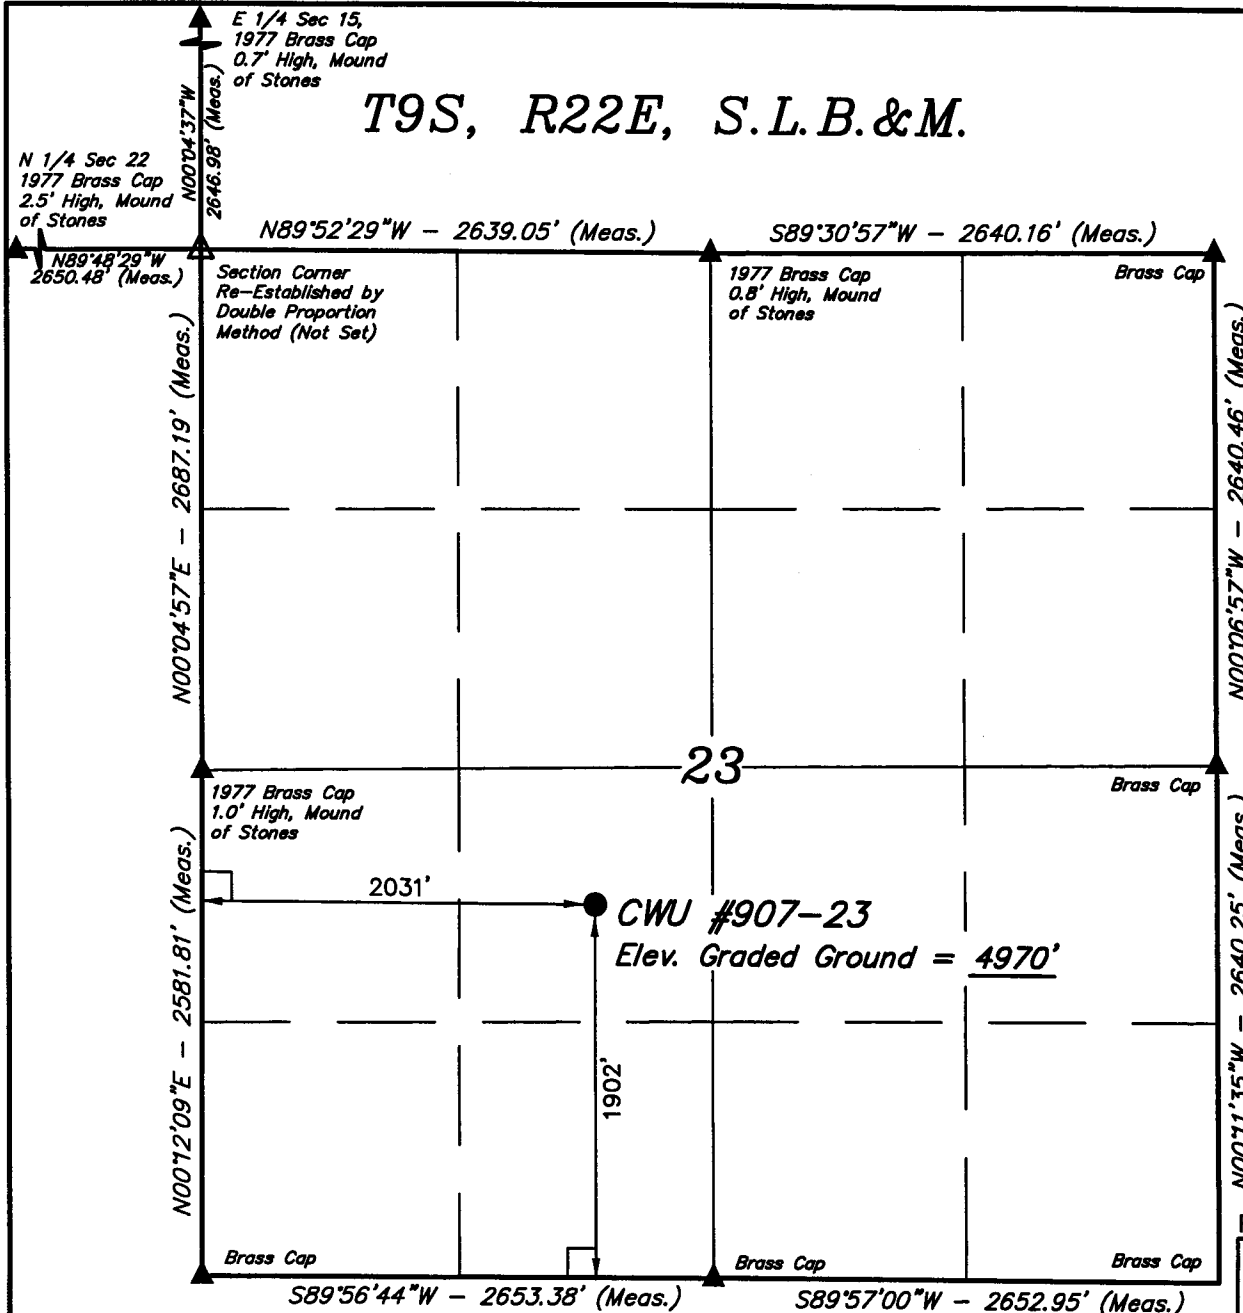 E 1/4 Sec 15,
1977 Brass Cap
0.7' High, Mound
of Stones
T9S, R22E, S.L.B.&M.
N00°04'37"W
2646.98' (Meas.)
N 1/4 Sec 22
1977 Brass Cap
2.5' High, Mound
of Stones
N89°48'29"W
2650.48' (Meas.)
N89°52'29"W - 2639.05' (Meas.)
S89°30'57"W - 2640.16' (Meas.)
Section Corner
Re-Established by
Double Proportion
Method (Not Set)
1977 Brass Cap
0.8' High, Mound
of Stones
Brass Cap
N00°04'57"E - 2687.19' (Meas.)
N00°06'57"W - 2640.46' (Meas.)
23
1977 Brass Cap
1.0' High, Mound
of Stones
Brass Cap
2031'
CWU #907-23
Elev. Graded Ground = 4970'
1902'
N00°12'09"E - 2581.81' (Meas.)
N00°11'35"W - 2640.25' (Meas.)
Brass Cap
Brass Cap
Brass Cap
S89°56'44"W - 2653.38' (Meas.)
S89°57'00"W - 2652.95' (Meas.)